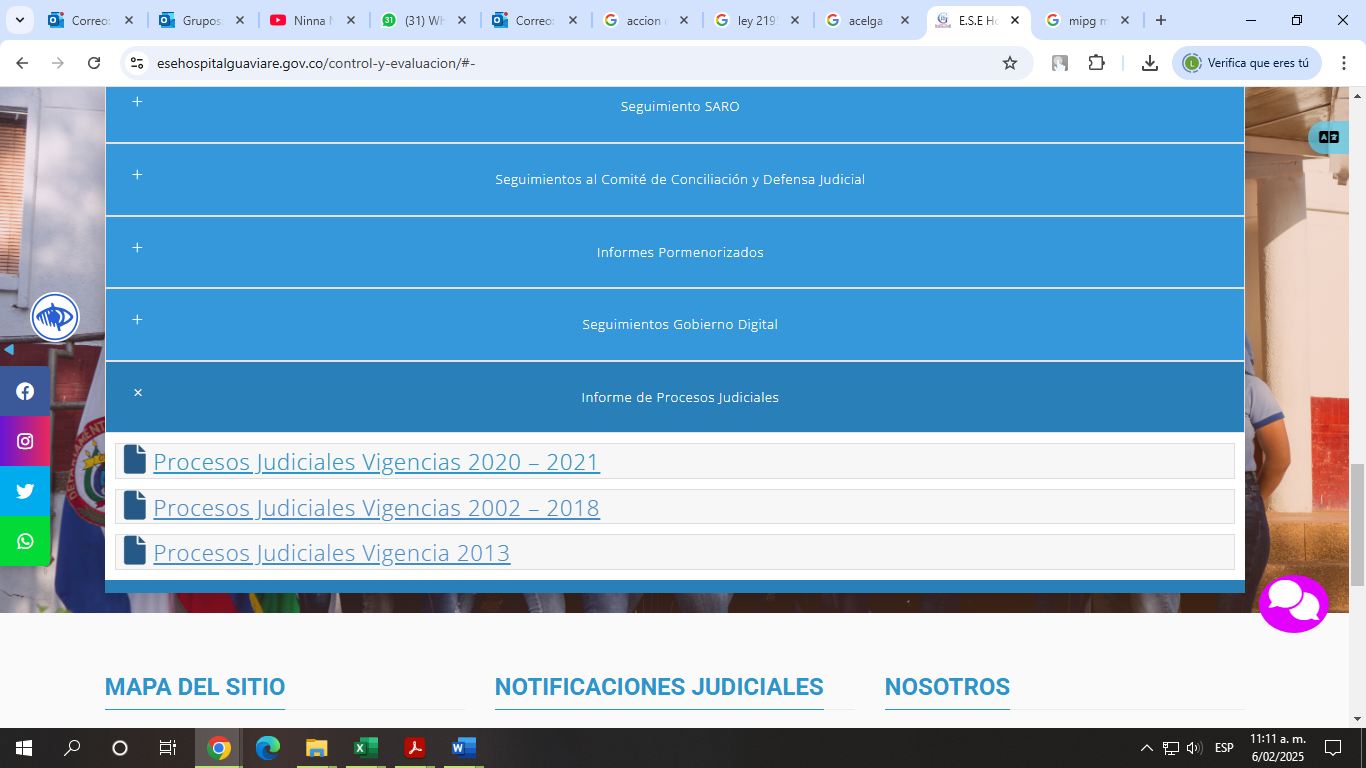 Correo:
Grupos
Ninna
(31) Wh
Correo:
accion
ley 219
acelga
E.S.E Ho
mipg m
esehospitalguaviare.gov.co/control-y-evaluacion/#-
Verifica que eres tú
Seguimiento SARO
Seguimientos al Comité de Conciliación y Defensa Judicial
Informes Pormenorizados
Seguimientos Gobierno Digital
Informe de Procesos Judiciales
Procesos Judiciales Vigencias 2020 – 2021
Procesos Judiciales Vigencias 2002 – 2018
Procesos Judiciales Vigencia 2013
MAPA DEL SITIO
NOTIFICACIONES JUDICIALES
NOSOTROS
ESP
11:11 a. m.
6/02/2025